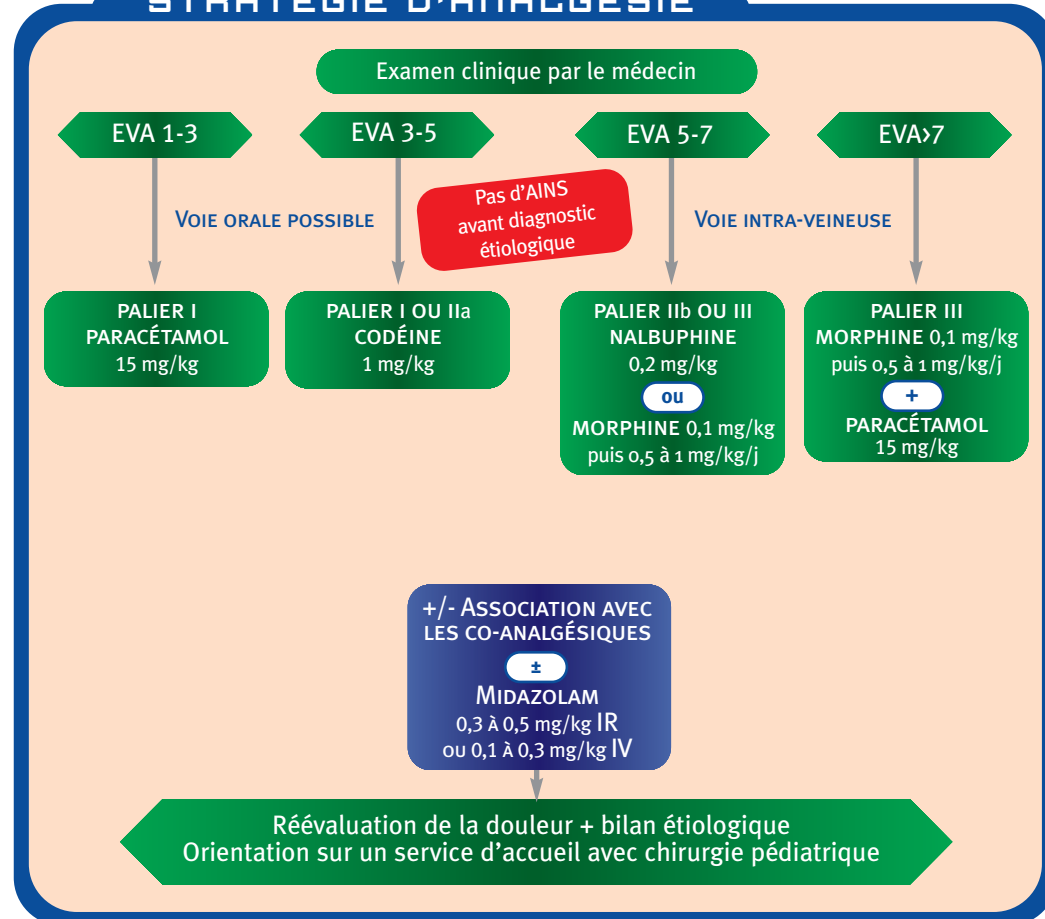 STRATÉGIE D'ANALGÉSIE
Examen clinique par le médecin
EVA 1-3
EVA 3-5
EVA 5-7
EVA>7
VOIE ORALE POSSIBLE
Pas d'AINS
avant diagnostic
étiologique
VOIE INTRA-VEINEUSE
PALIER I
PARACÉTAMOL
15 mg/kg
PALIER I OU IIa
CODÉINE
1 mg/kg
PALIER IIb OU III
NALBUPHINE
0,2 mg/kg
ou
MORPHINE 0,1 mg/kg
puis 0,5 à 1 mg/kg/j
PALIER III
MORPHINE 0,1 mg/kg
puis 0,5 à 1 mg/kg/j
+
PARACÉTAMOL
15 mg/kg
+/- ASSOCIATION AVEC
LES CO-ANALGÉSIQUES
±
MIDAZOLAM
0,3 À 0,5 mg/kg IR
OU 0,1 À 0,3 mg/kg IV
Réévaluation de la douleur + bilan étiologique
Orientation sur un service d'accueil avec chirurgie pédiatrique